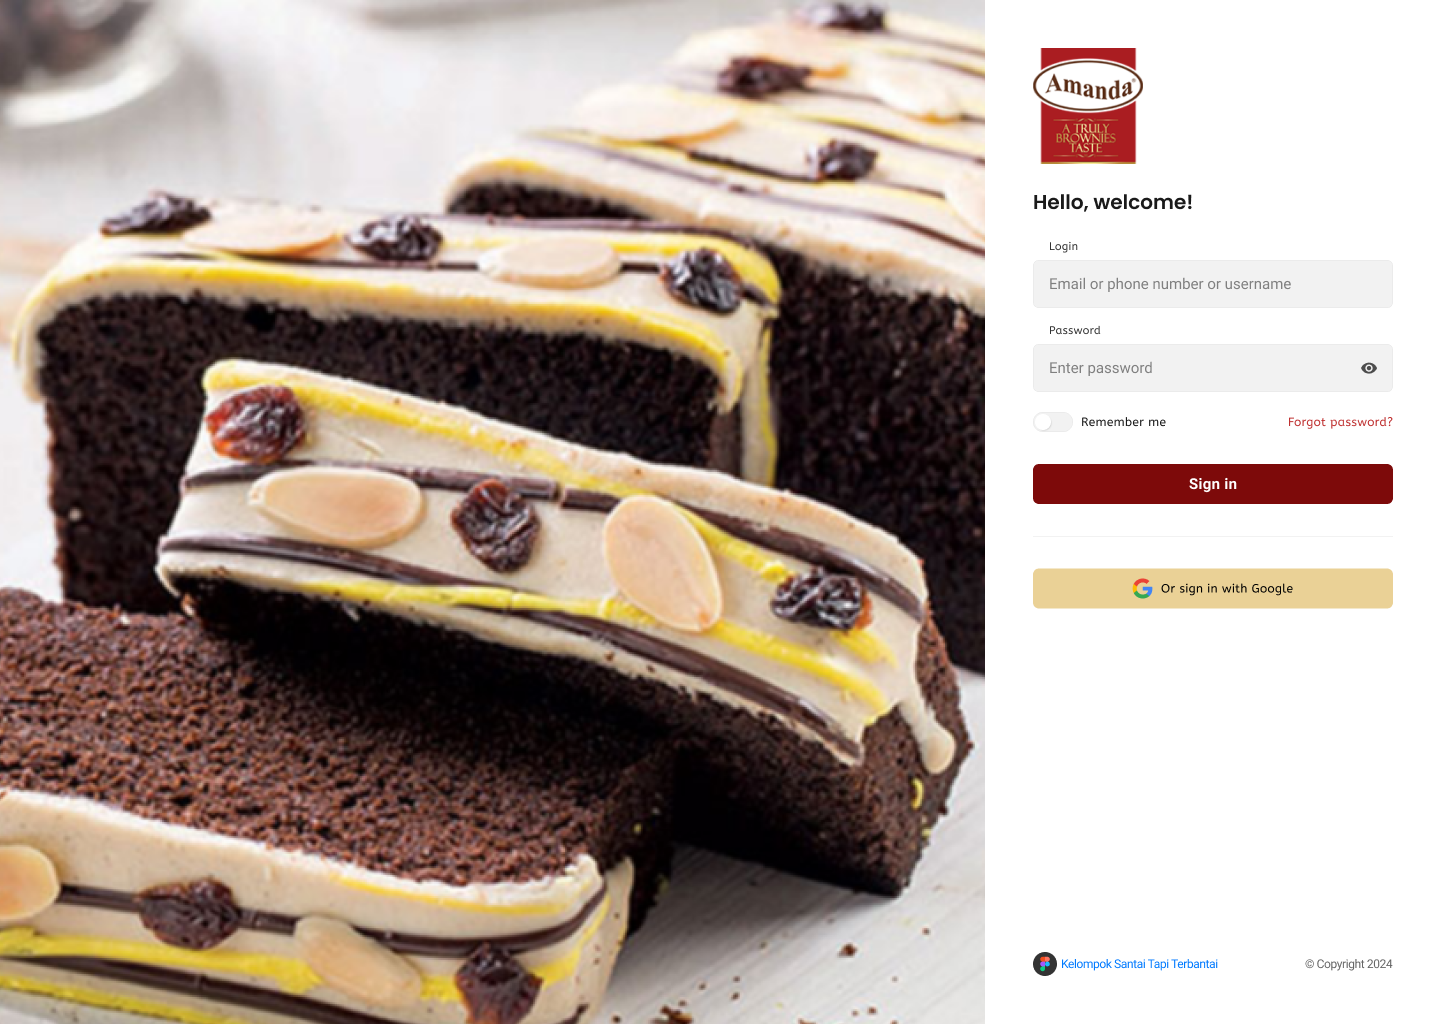 Amanda
A TRULY
BROWNIES
TASTE
Hello, welcome!
Login
Email or phone number or username
Password
Enter password
Remember me
Forgot password?
Sign in
Or sign in with Google
Kelompok Santai Tapi Terbantai
© Copyright 2024